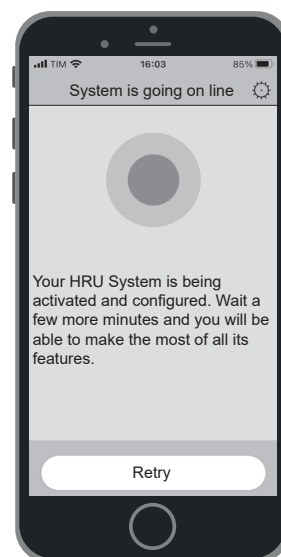 TIM 16:03 85%
System is going on line
Your HRU System is being
activated and configured. Wait a
few more minutes and you will be
able to make the most of all its
features.
Retry